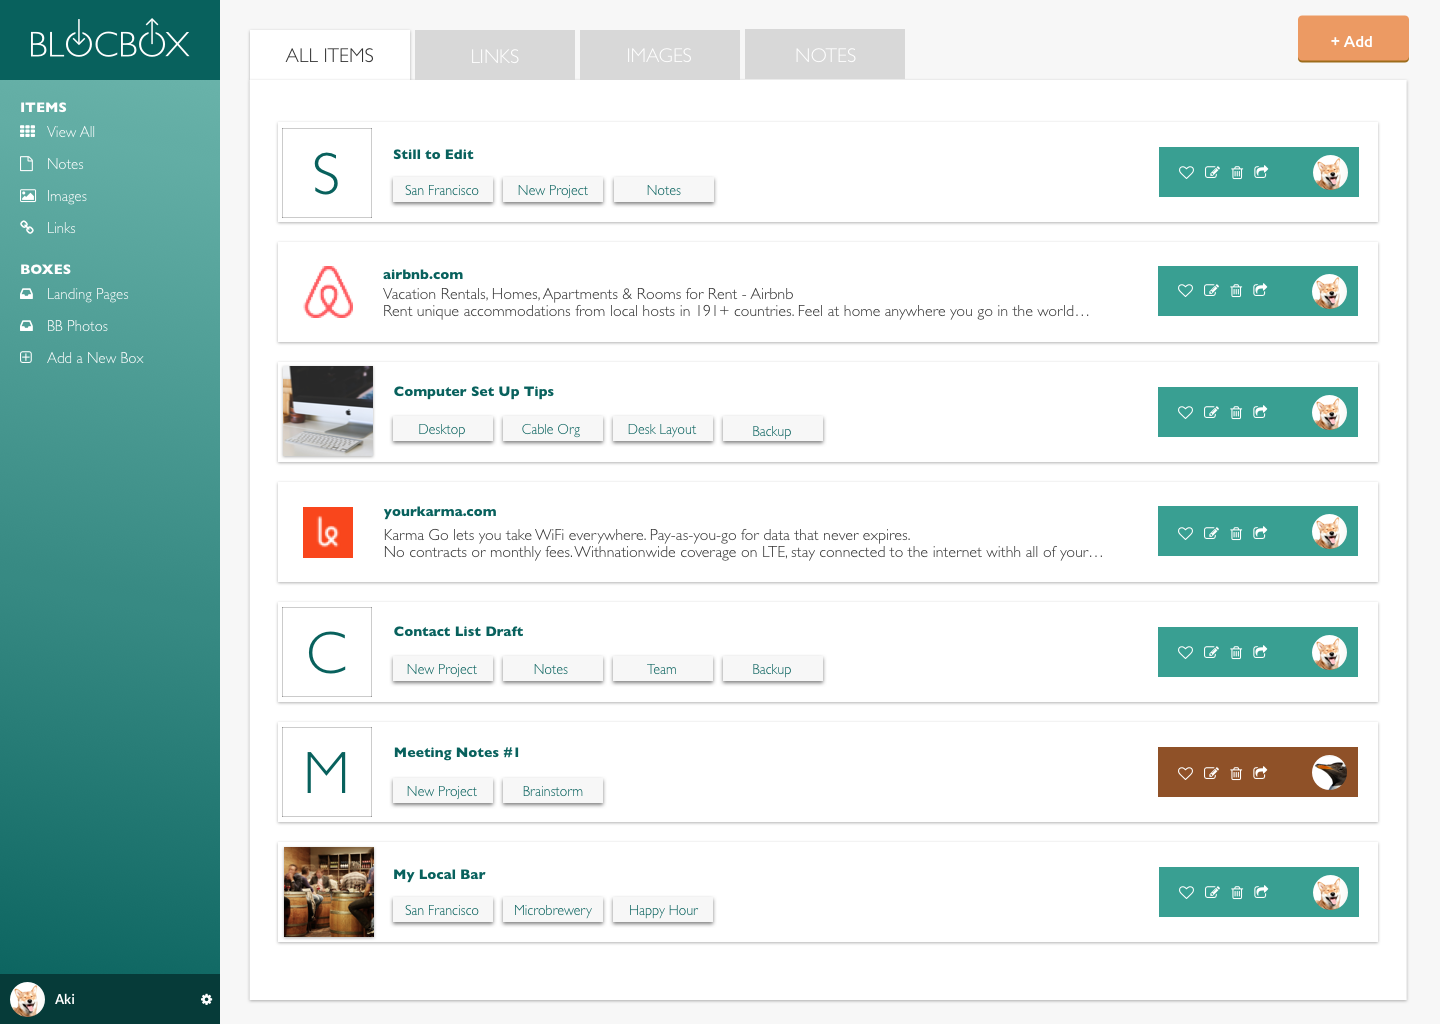 BLOCBOX
ITEMS
View All
Notes
Images
Links
BOXES
Landing Pages
BB Photos
Add a New Box
Aki
ALL ITEMS
LINKS
IMAGES
NOTES
+ Add
S
Still to Edit
San Francisco
New Project
Notes
airbnb.com
Vacation Rentals, Homes, Apartments & Rooms for Rent - Airbnb
Rent unique accommodations from local hosts in 191+ countries. Feel at home anywhere you go in the world…
Computer Set Up Tips
Desktop
Cable Org
Desk Layout
Backup
yourkarma.com
Karma Go lets you take WiFi everywhere. Pay-as-you-go for data that never expires.
No contracts or monthly fees. Withnationwide coverage on LTE, stay connected to the internet withh all of your…
C
Contact List Draft
New Project
Notes
Team
Backup
M
Meeting Notes #1
New Project
Brainstorm
My Local Bar
San Francisco
Microbrewery
Happy Hour